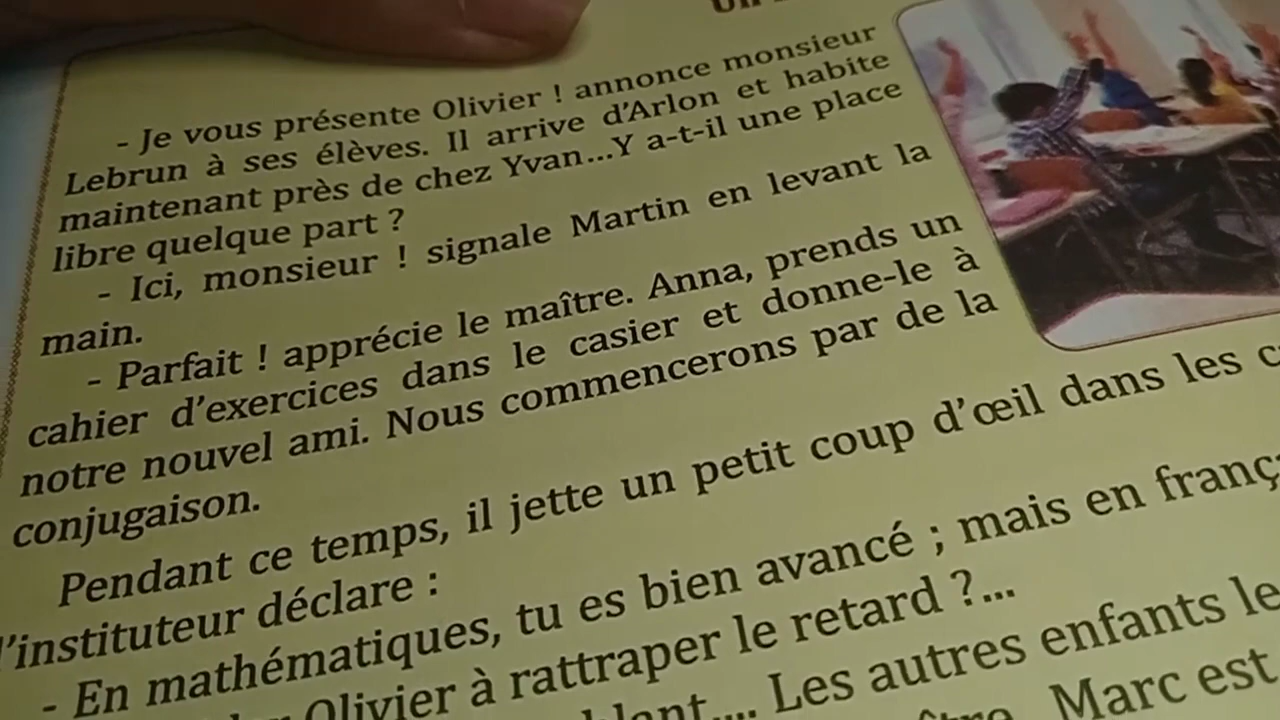 - Je vous présente Olivier ! annonce monsieur
Lebrun à ses élèves. Il arrive d'Arlon et habite
maintenant près de chez Yvan...Y a-t-il une place
libre quelque part ?
- Ici, monsieur ! signale Martin en levant la
main.
- Parfait ! apprécie le maître. Anna, prends un
cahier d'exercices dans le casier et donne-le à
notre nouvel ami. Nous commencerons par de la
conjugaison.
Pendant ce temps, il jette un petit coup d'œil dans les
l'instituteur déclare :
- En mathématiques, tu es bien avancé ; mais en
Olivier à rattraper le retard ?...
Les autres enfants
Marc est